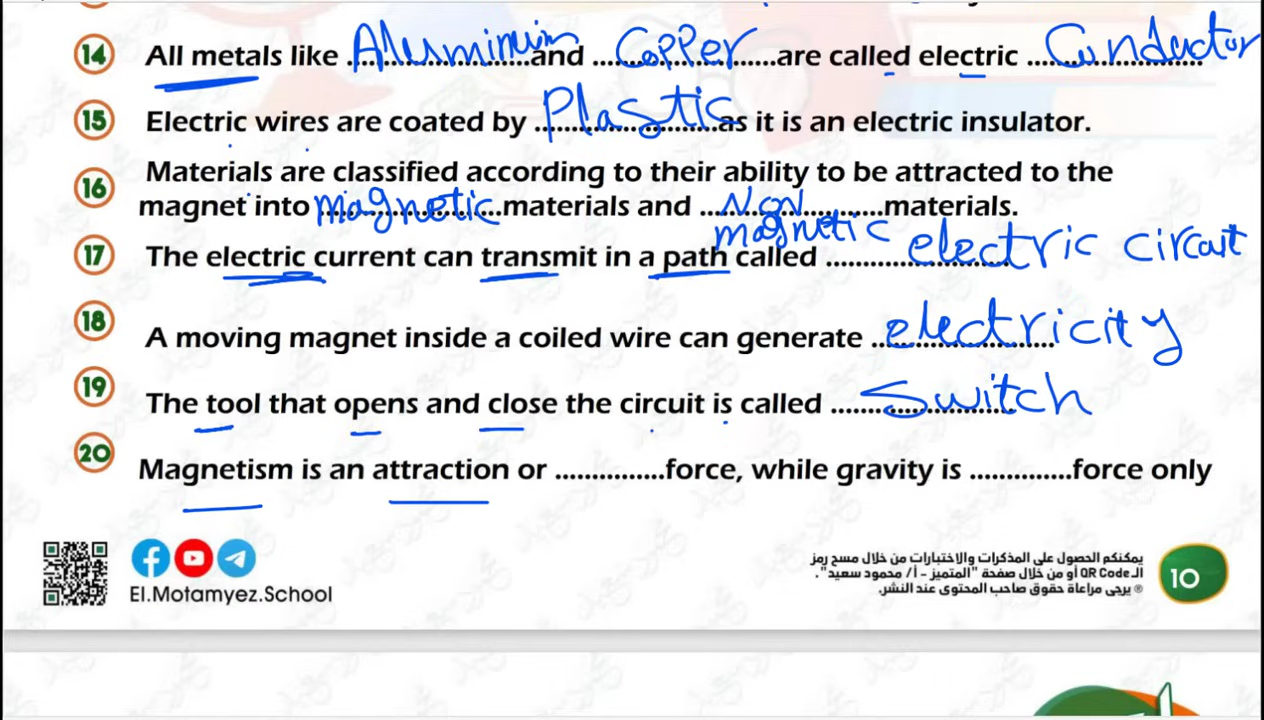 14 All metals like Aluminium and Copper are called electric Conductor
15 Electric wires are coated by Plastic as it is an electric insulator.
16 Materials are classified according to their ability to be attracted to the
magnet into magnetic materials and Non magnetic materials.
17 The electric current can transmit in a path called electric circuit
18 A moving magnet inside a coiled wire can generate electricity
19 The tool that opens and close the circuit is called Switch
20 Magnetism is an attraction or .............force, while gravity is ............force only
El.Motamyez.School
يمكنكم الحصول على المذكرات والاختبارات من خلال مسح رمز
الـ QR Code أو من خلال صفحة "المتميز - أ/ محمود سعيد".
® يرجى مراعاة حقوق صاحب المحتوى عند النشر.
10